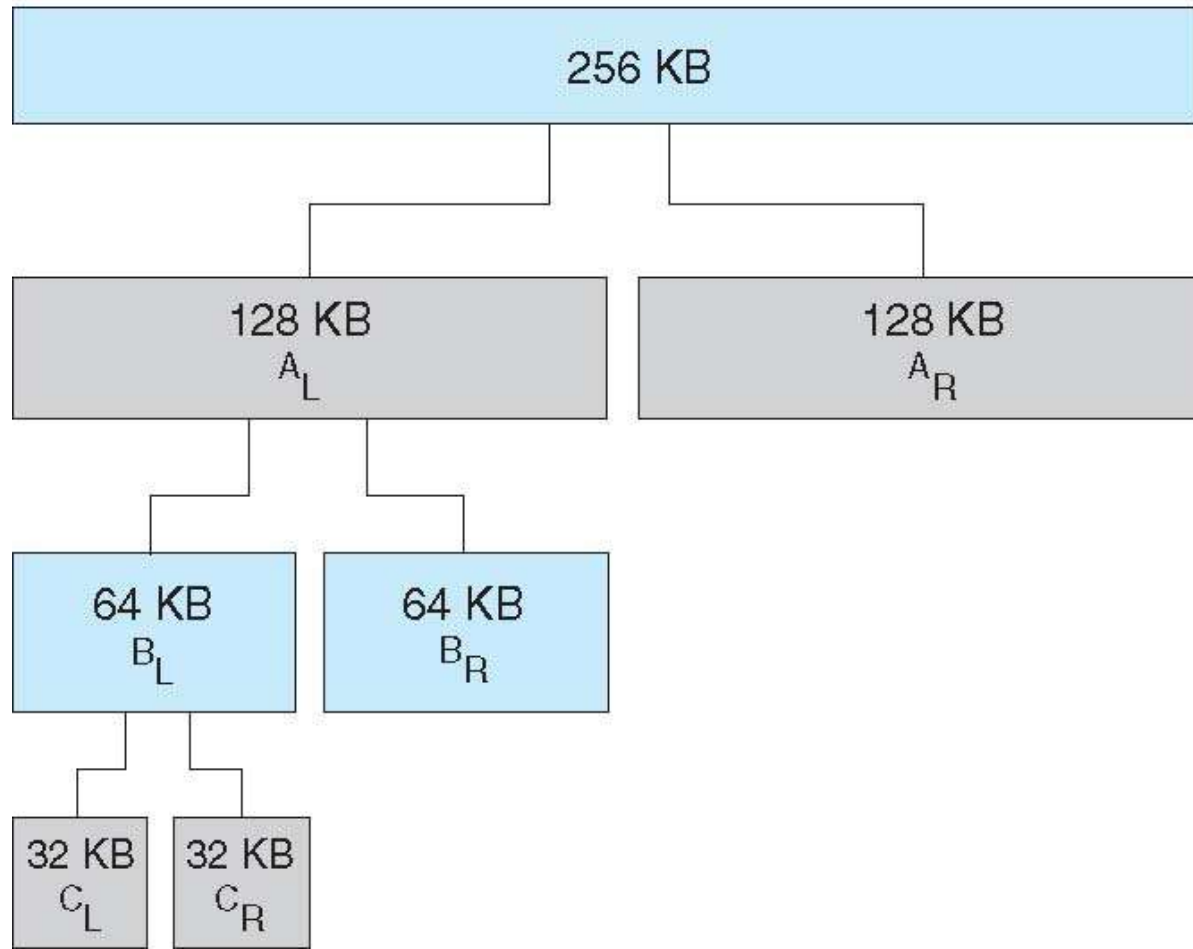 256 KB
128 KB
A_L
128 KB
A_R
64 KB
B_L
64 KB
B_R
32 KB
C_L
32 KB
C_R